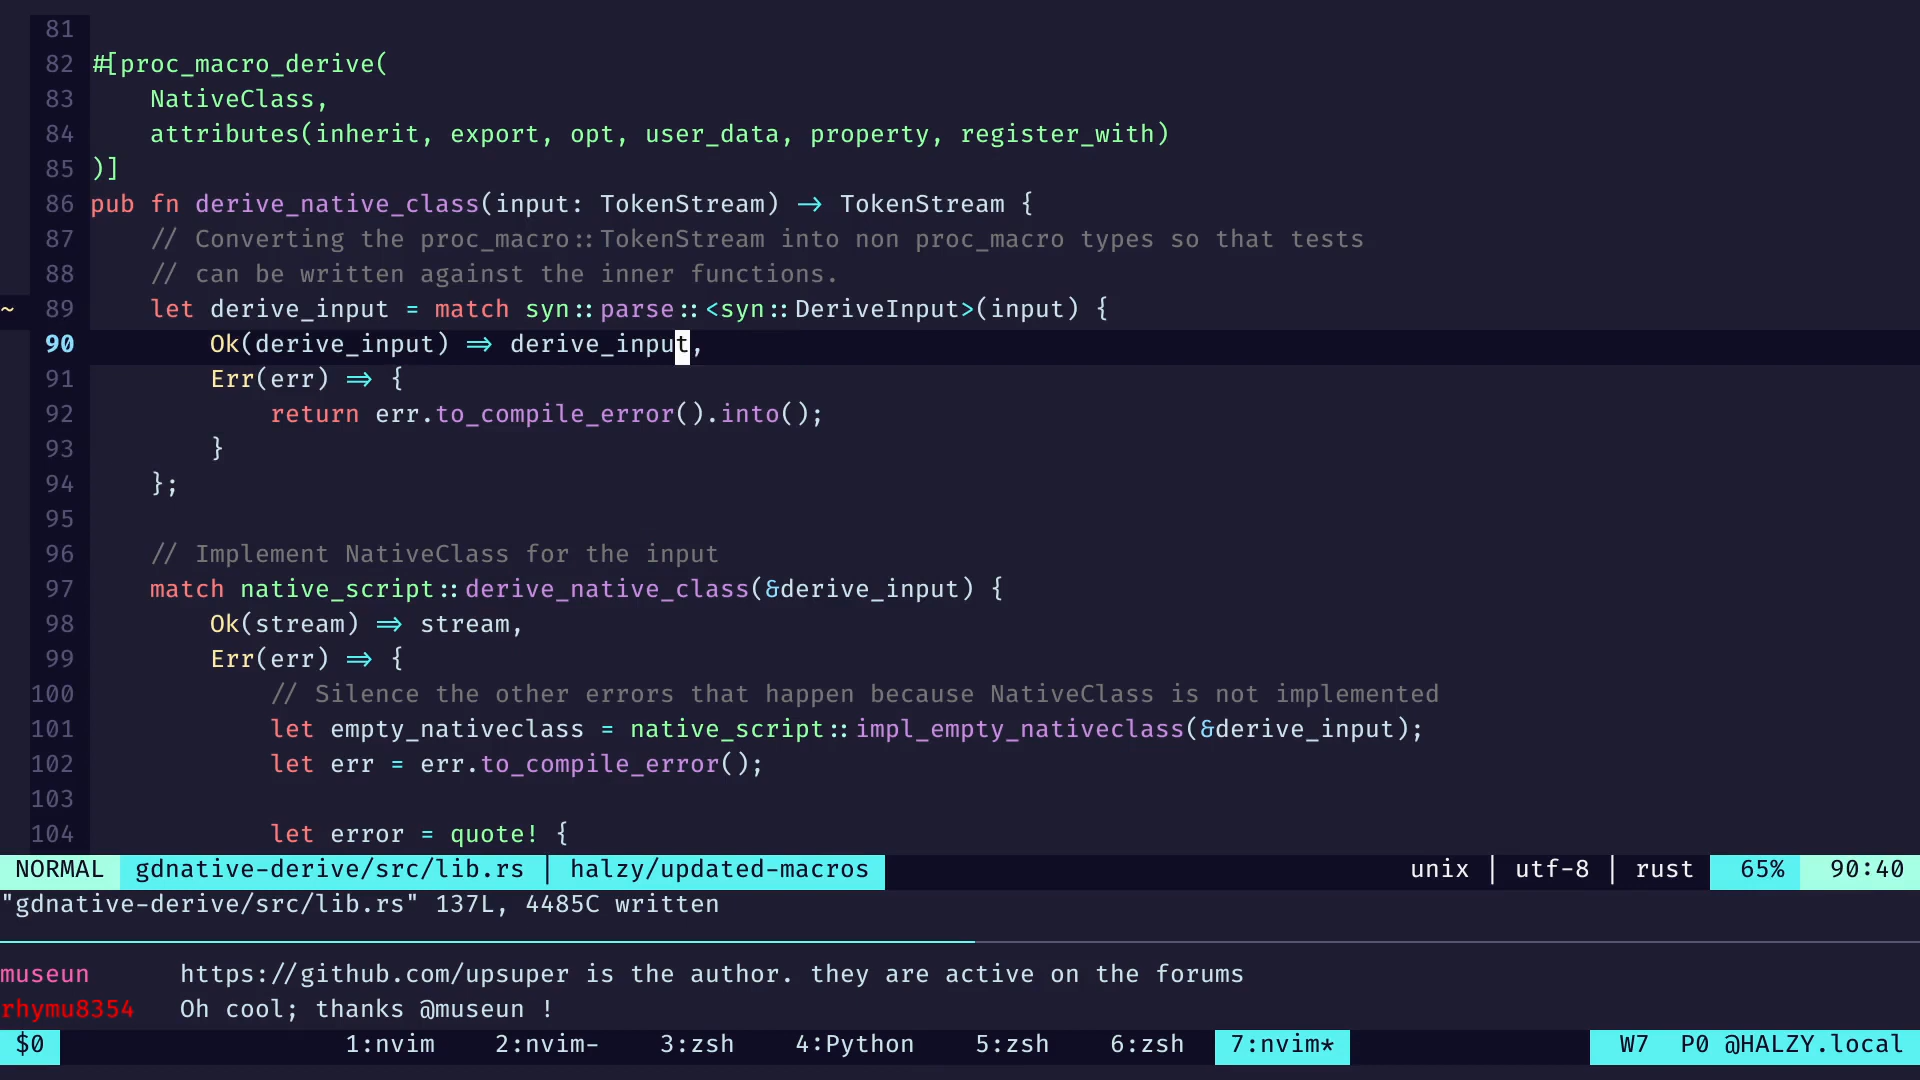 81
82 #[proc_macro_derive(
83     NativeClass,
84     attributes(inherit, export, opt, user_data, property, register_with)
85 )]
86 pub fn derive_native_class(input: TokenStream) -> TokenStream {
87     // Converting the proc_macro::TokenStream into non proc_macro types so that tests
88     // can be written against the inner functions.
~ 89     let derive_input = match syn::parse::<syn::DeriveInput>(input) {
90         Ok(derive_input) => derive_input,
91         Err(err) => {
92             return err.to_compile_error().into();
93         }
94     };
95
96     // Implement NativeClass for the input
97     match native_script::derive_native_class(&derive_input) {
98         Ok(stream) => stream,
99         Err(err) => {
100             // Silence the other errors that happen because NativeClass is not implemented
101             let empty_nativeclass = native_script::impl_empty_nativeclass(&derive_input);
102             let err = err.to_compile_error();
103
104             let error = quote! {
NORMAL gdnative-derive/src/lib.rs | halzy/updated-macros unix | utf-8 | rust 65% 90:40
"gdnative-derive/src/lib.rs" 137L, 4485C written
museun https://github.com/upsuper is the author. they are active on the forums
rhymu8354 Oh cool; thanks @museun !
$0 1:nvim 2:nvim- 3:zsh 4:Python 5:zsh 6:zsh 7:nvim* W7 P0 @HALZY.local